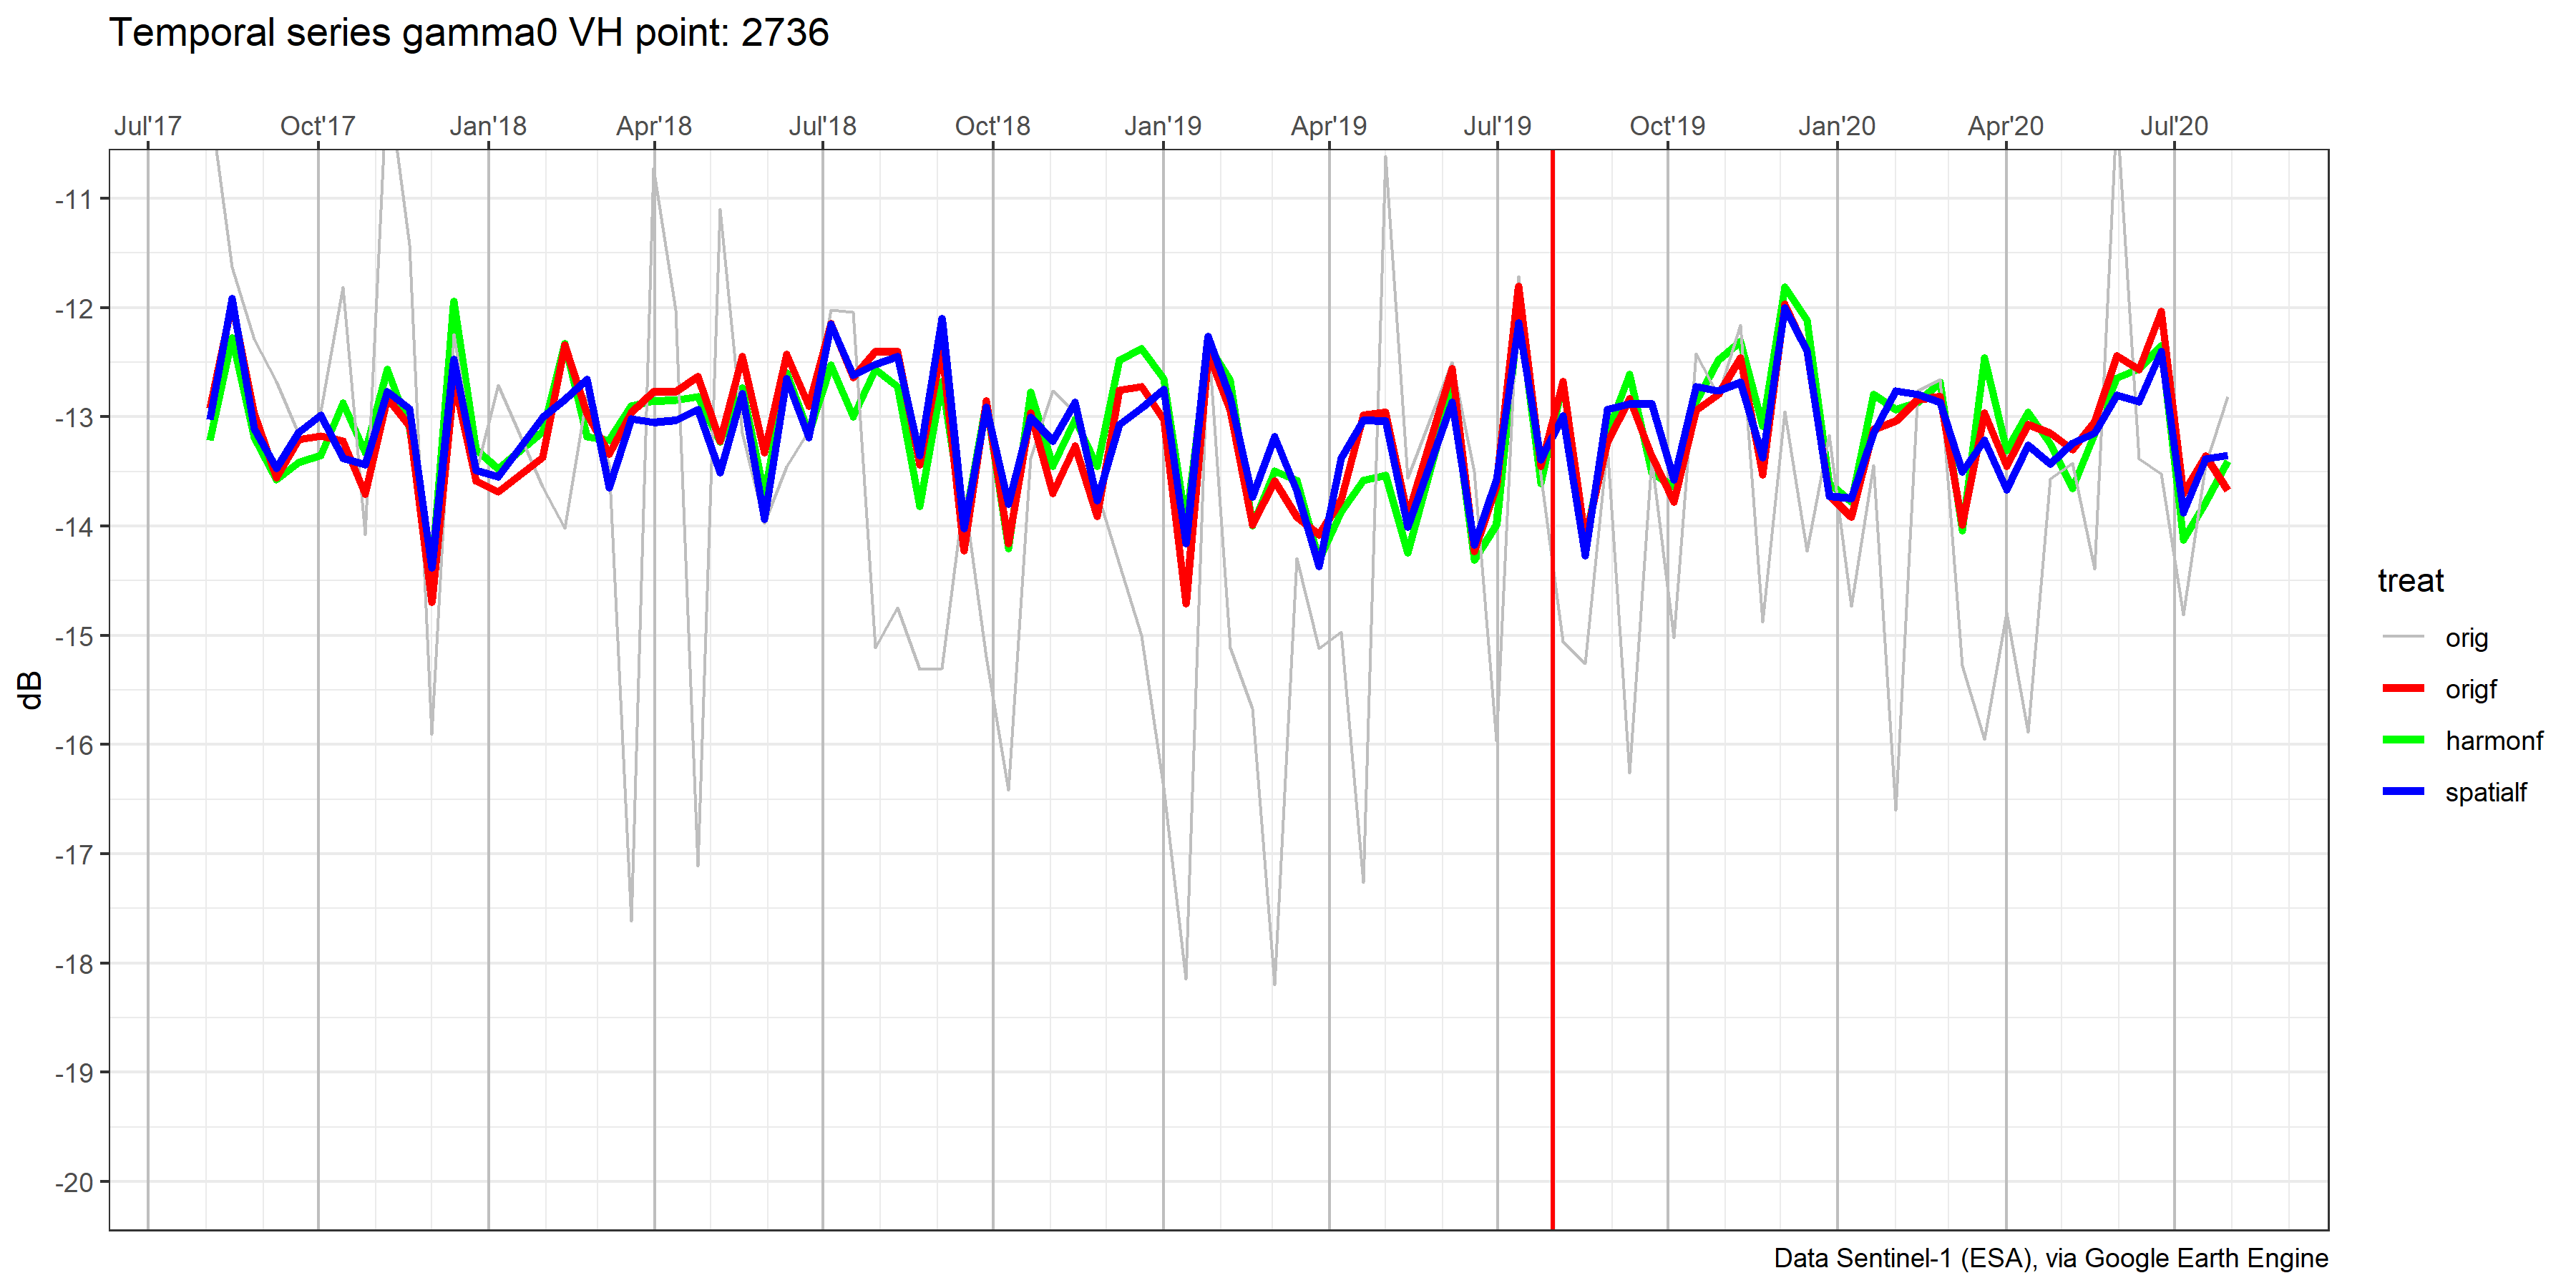 Temporal series gamma0 VH point: 2736
Jul'17 Oct'17 Jan'18 Apr'18 Jul'18 Oct'18 Jan'19 Apr'19 Jul'19 Oct'19 Jan'20 Apr'20 Jul'20
-11
-12
-13
-14
-15
-16
-17
-18
-19
-20
dB
treat
orig
origf
harmonf
spatialf
Data Sentinel-1 (ESA), via Google Earth Engine